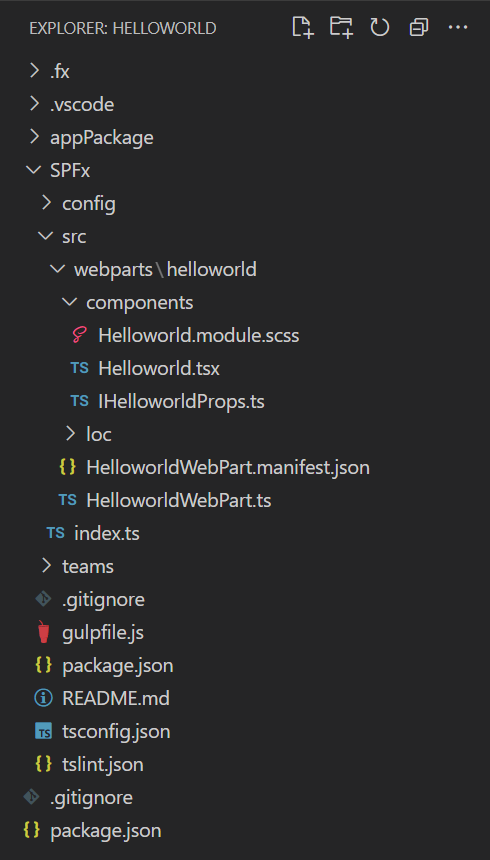 EXPLORER: HELLOWORLD
.fx
.vscode
appPackage
SPFx
config
src
webparts\helloworld
components
Helloworld.module.scss
TS Helloworld.tsx
TS IHelloworldProps.ts
loc
{} HelloworldWebPart.manifest.json
TS HelloworldWebPart.ts
TS index.ts
teams
.gitignore
gulpfile.js
{} package.json
README.md
TS tsconfig.json
{} tslint.json
.gitignore
{} package.json